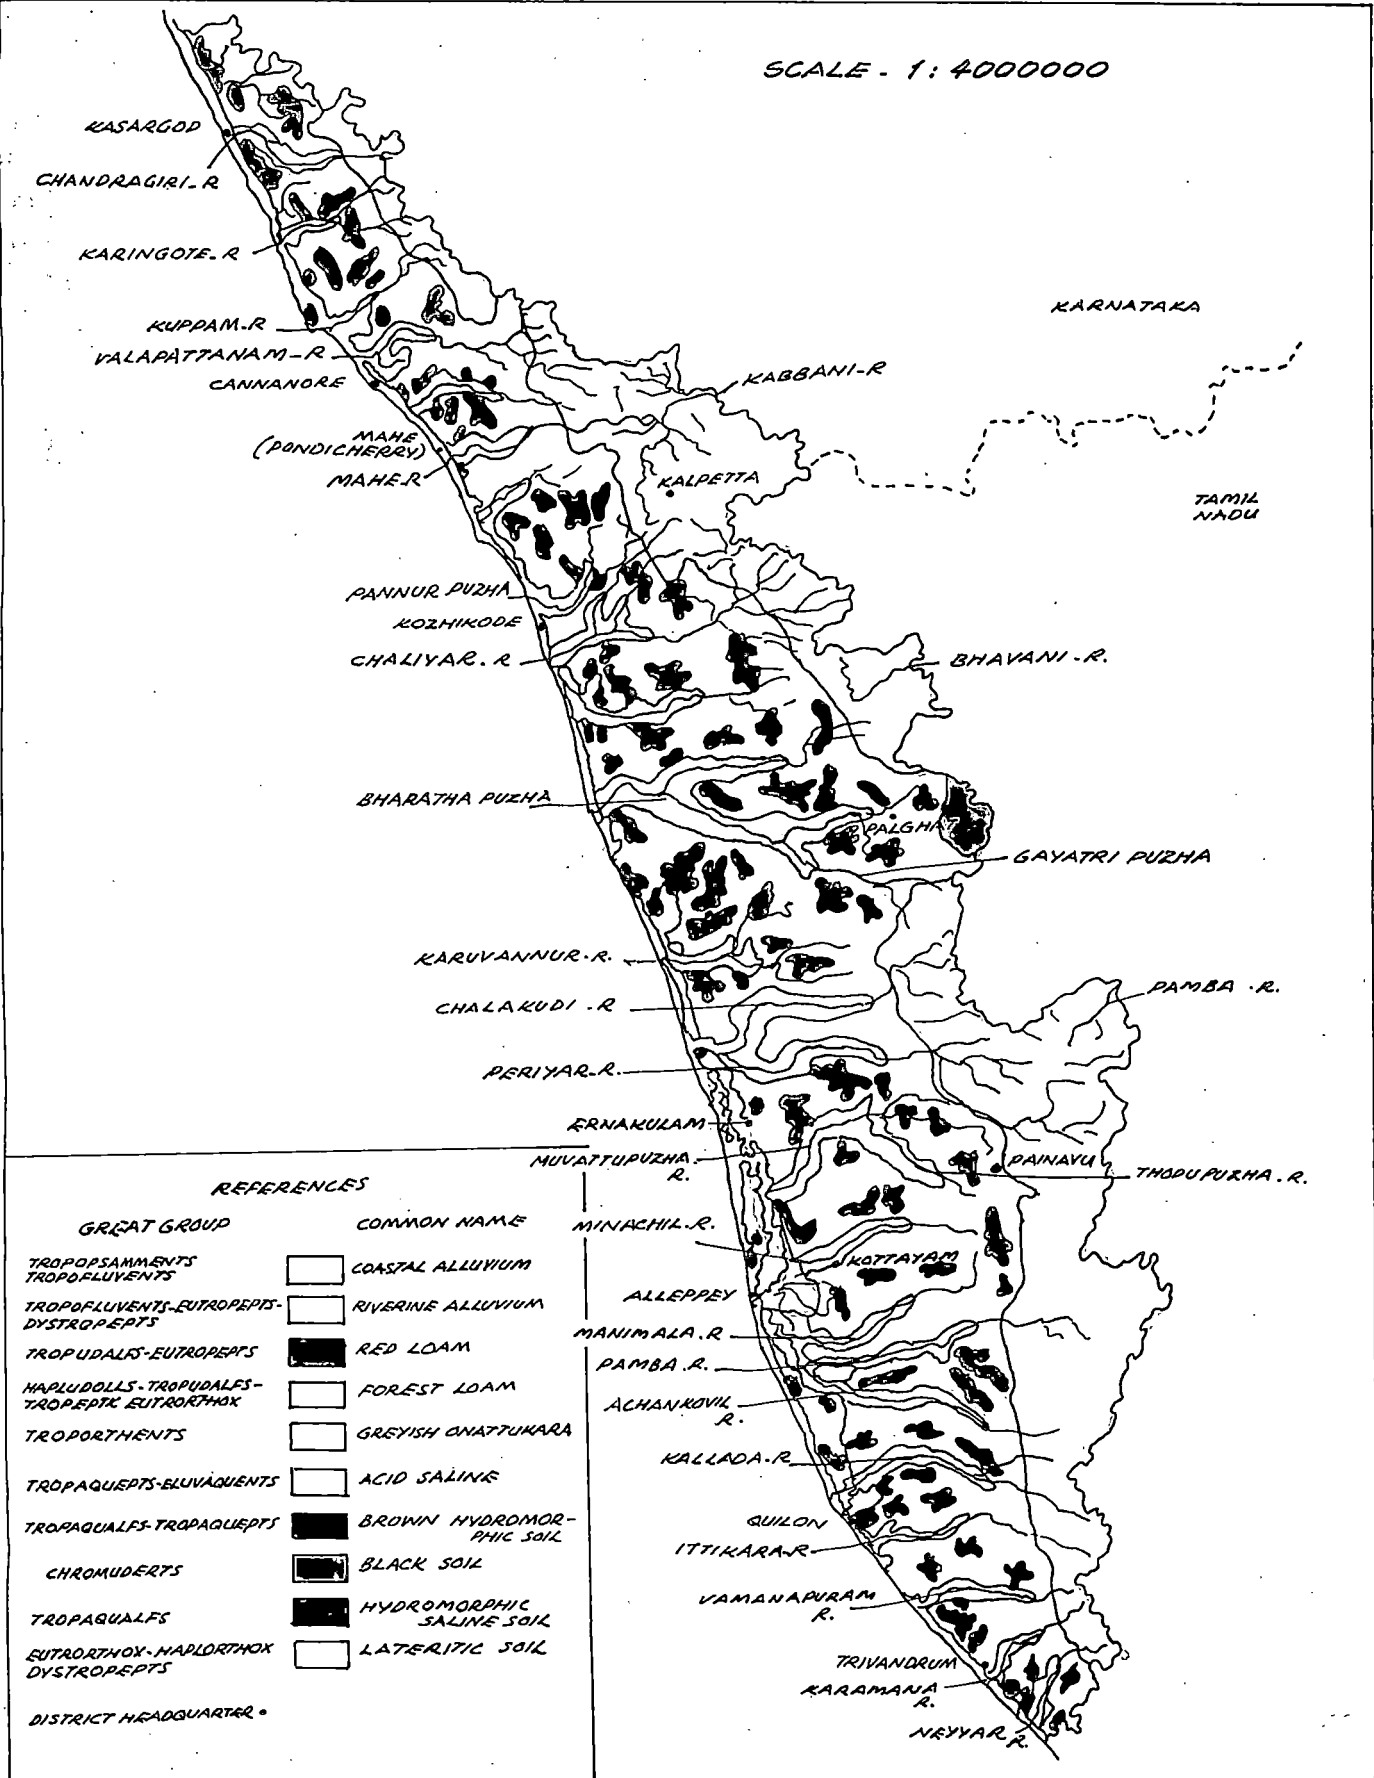 SCALE - 1: 4000000
KASARGOD
CHANDRAGIRI-R
KARINGOTE-R
KARNATAKA
KUPPAM-R
VALAPATTANAM-R
CANNANORE
KABBANI-R
MAHE
(PONDICHERRY)
MAHE-R
KALPETTA
TAMIL
NADU
PANNUR PUZHA
KOZHIKODE
CHALIYAR. R
BHAVANI-R.
BHARATHA PUZHA
PALGHAT
GAYATRI PUZHA
KARUVANNUR-R.
PAMBA .R.
CHALAKUDI -R
PERIYAR-R.
ERNAKULAM
MUVATTUPUZHA.
R.
PAINAVU
THODUPUZHA.R.
MINACHIL.R.
KOTTAYAM
ALLEPPEY
MANIMALA.R
PAMBA.R.
ACHANKOVIL
R.
KALLADA-R
QUILON
ITTIKARA-R
VAMANAPURAM
R.
TRIVANDRUM
KARAMANA
R.
NEYYAR
R.
REFERENCES
GREAT GROUP COMMON NAME
TROPOPSAMMENTS
TROPOFLUVENTS COASTAL ALLUVIUM
TROPOFLUVENTS-EUTROPEPTS-
DYSTROPEPTS RIVERINE ALLUVIUM
TROPUDALFS-EUTROPEPTS RED LOAM
HAPLUDOLLS-TROPUDALFS-
TROPEPTIC EUTRORTHOX FOREST LOAM
TROPORTHENTS GREYISH ONATTUKARA
TROPAQUEPTS-ELUVAQUENTS ACID SALINE
TROPAQUALFS-TROPAQUEPTS BROWN HYDROMOR-
PHIC SOIL
CHROMUDERTS BLACK SOIL
TROPAQUALFS HYDROMORPHIC
SALINE SOIL
EUTRORTHOX-HAPLORTHOX
DYSTROPEPTS LATERITIC SOIL
DISTRICT HEADQUARTER